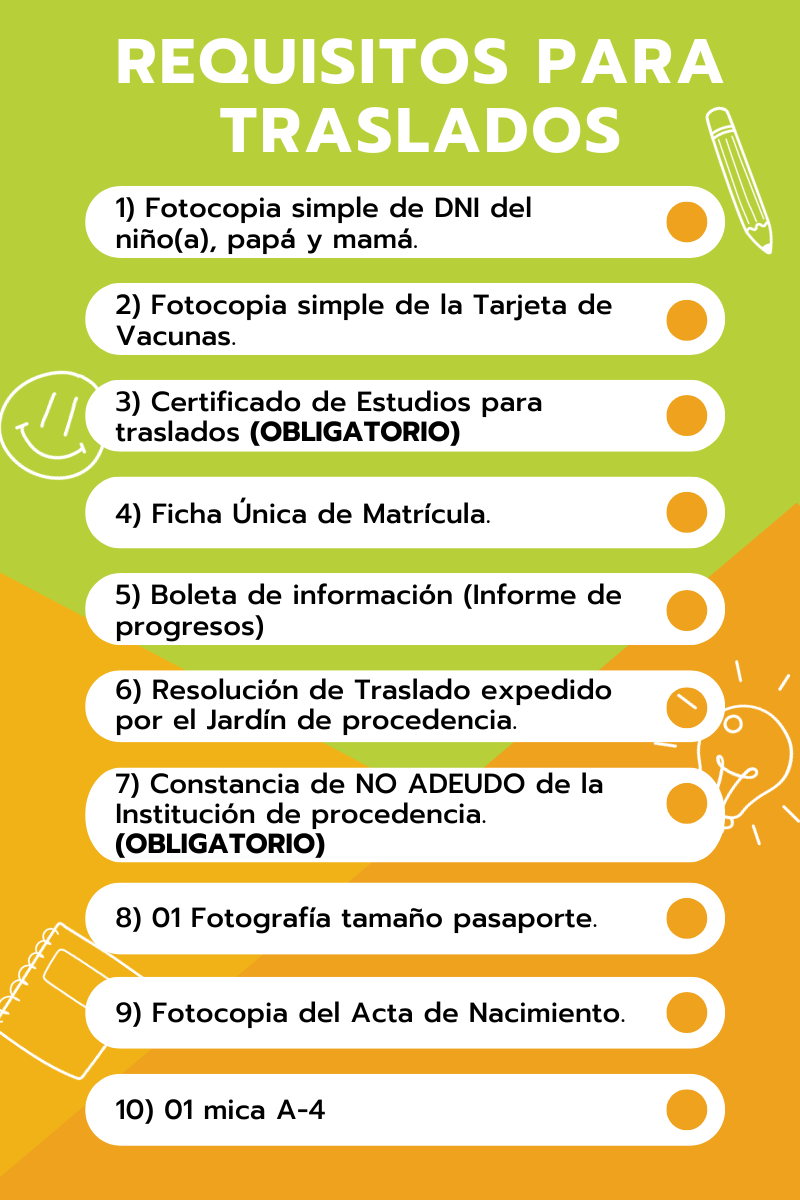 REQUISITOS PARA
TRASLADOS
1) Fotocopia simple de DNI del
niño(a), papá y mamá.
2) Fotocopia simple de la Tarjeta de
Vacunas.
3) Certificado de Estudios para
traslados (OBLIGATORIO)
4) Ficha Única de Matrícula.
5) Boleta de información (Informe de
progresos)
6) Resolución de Traslado expedido
por el Jardín de procedencia.
7) Constancia de NO ADEUDO de la
Institución de procedencia.
(OBLIGATORIO)
8) 01 Fotografía tamaño pasaporte.
9) Fotocopia del Acta de Nacimiento.
10) 01 mica A-4